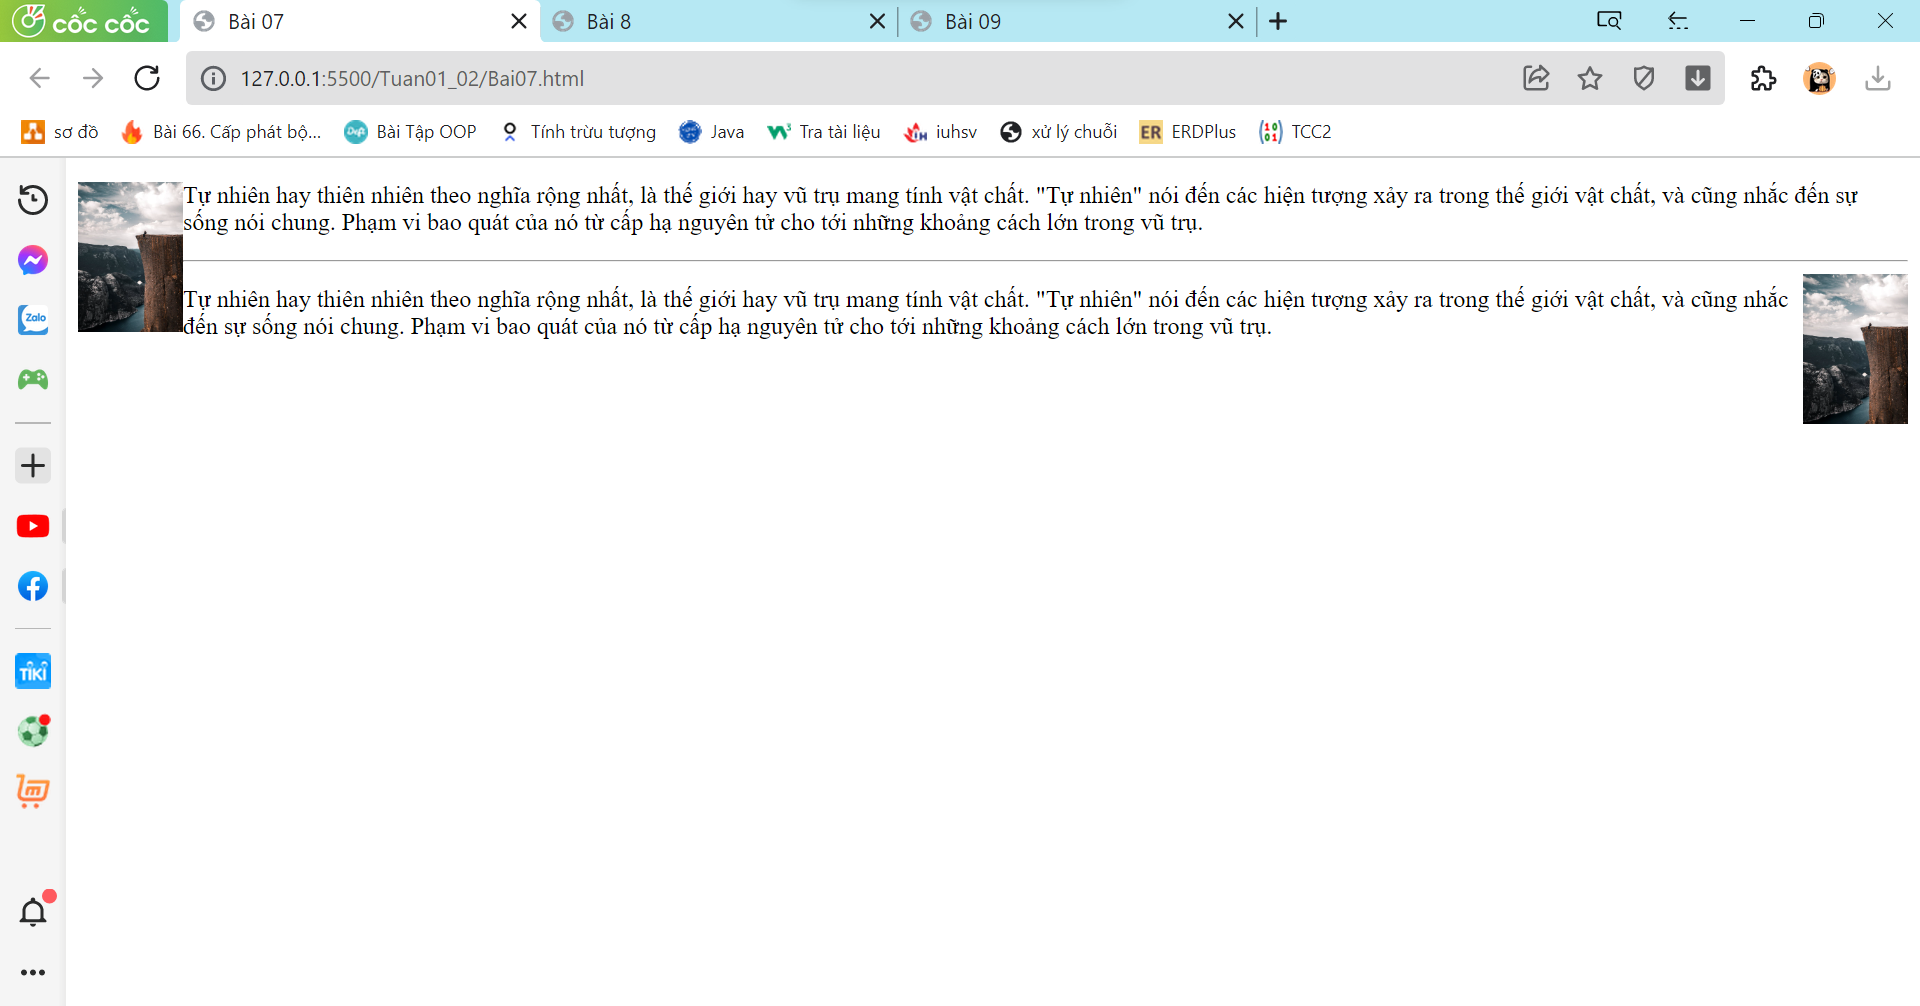 cốc cốc
Bài 07
Bài 8
Bài 09
127.0.0.1:5500/Tuan01_02/Bai07.html
sơ đồ
Bài 66. Cấp phát bộ...
Bài Tập OOP
Tính trừu tượng
Java
Tra tài liệu
iuhsv
xử lý chuỗi
ER ERDPlus
TCC2
Tự nhiên hay thiên nhiên theo nghĩa rộng nhất, là thế giới hay vũ trụ mang tính vật chất. "Tự nhiên" nói đến các hiện tượng xảy ra trong thế giới vật chất, và cũng nhắc đến sự
sống nói chung. Phạm vi bao quát của nó từ cấp hạ nguyên tử cho tới những khoảng cách lớn trong vũ trụ.
Tự nhiên hay thiên nhiên theo nghĩa rộng nhất, là thế giới hay vũ trụ mang tính vật chất. "Tự nhiên" nói đến các hiện tượng xảy ra trong thế giới vật chất, và cũng nhắc
đến sự sống nói chung. Phạm vi bao quát của nó từ cấp hạ nguyên tử cho tới những khoảng cách lớn trong vũ trụ.
Zalo
TIKI